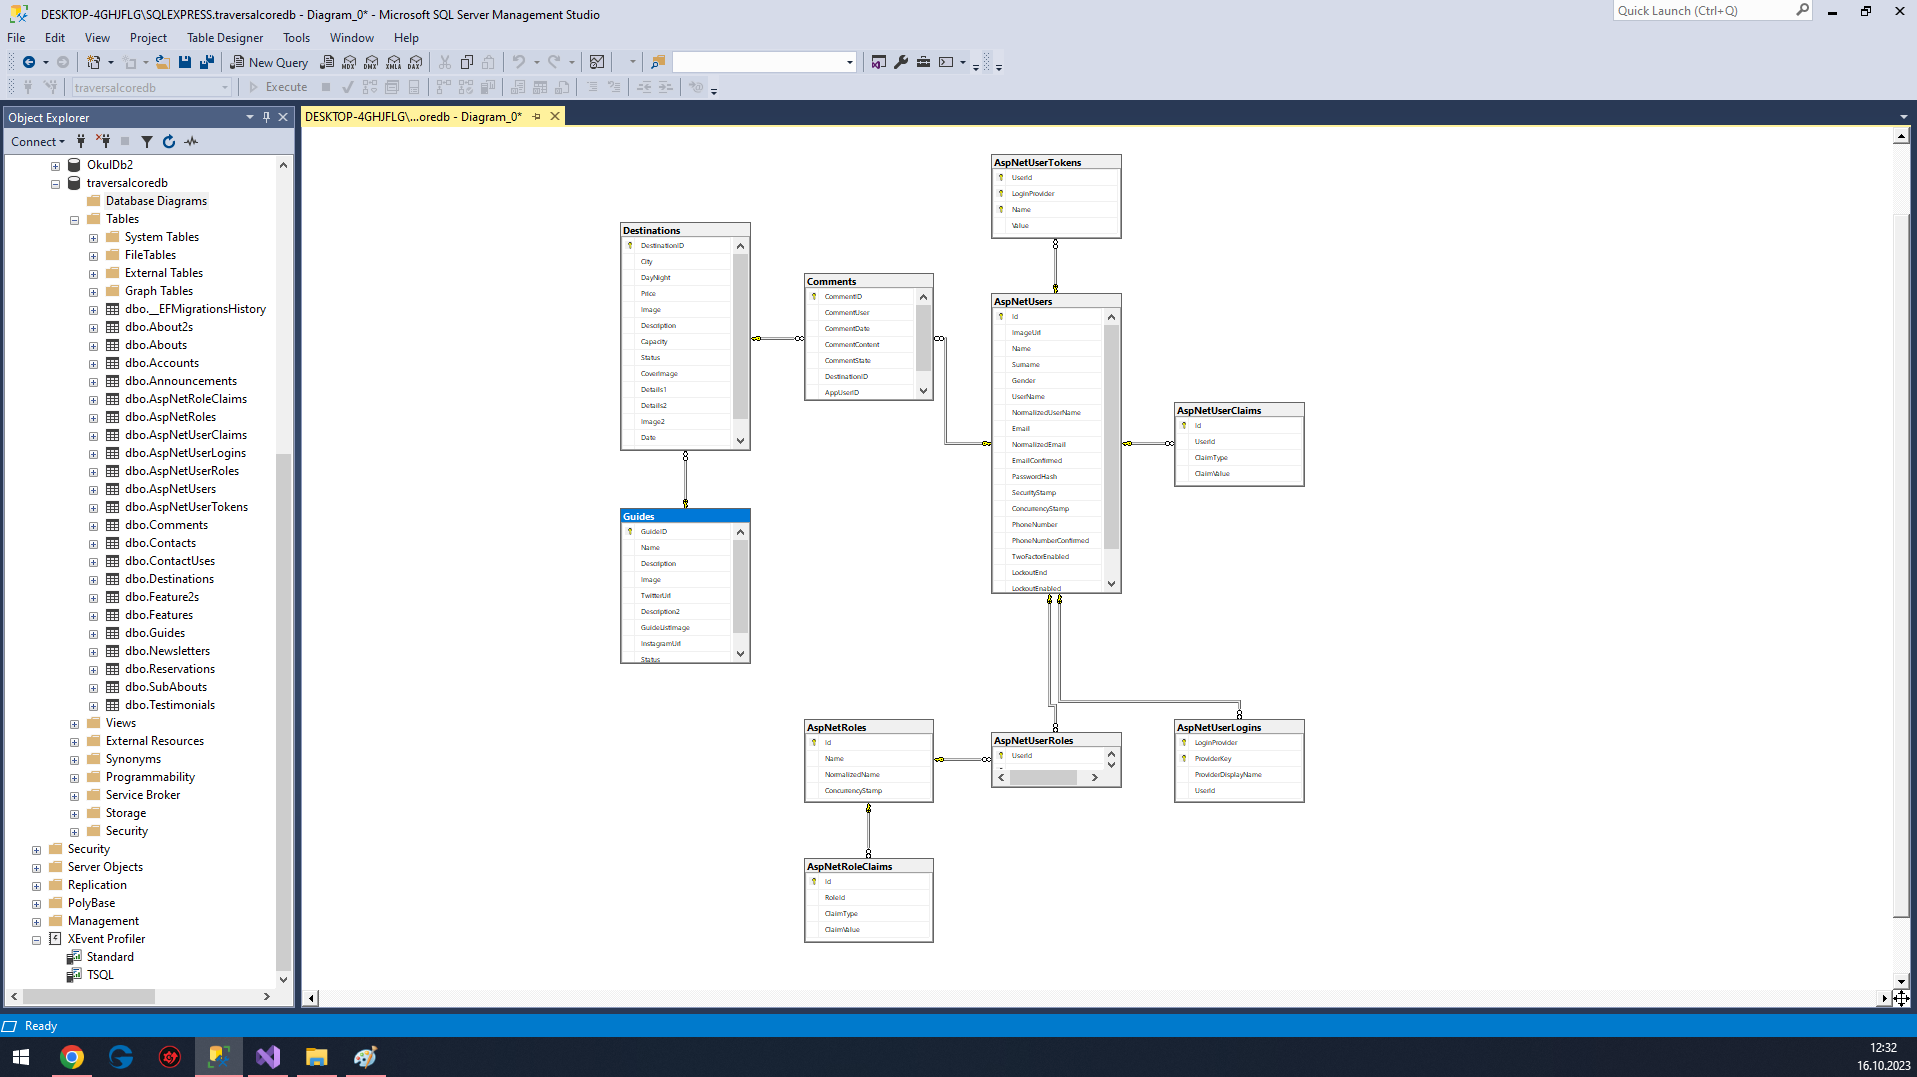 DESKTOP-4GHJFLG\SQLEXPRESS.traversalcoredb - Diagram_0* - Microsoft SQL Server Management Studio
Quick Launch (Ctrl+Q)
File Edit View Project Table Designer Tools Window Help
New Query MDX DMX XMLA DAX
traversalcoredb
Execute
Object Explorer
Connect
OkulDb2
traversalcoredb
Database Diagrams
Tables
System Tables
FileTables
External Tables
Graph Tables
dbo.__EFMigrationsHistory
dbo.About2s
dbo.Abouts
dbo.Accounts
dbo.Announcements
dbo.AspNetRoleClaims
dbo.AspNetRoles
dbo.AspNetUserClaims
dbo.AspNetUserLogins
dbo.AspNetUserRoles
dbo.AspNetUsers
dbo.AspNetUserTokens
dbo.Comments
dbo.Contacts
dbo.ContactUses
dbo.Destinations
dbo.Feature2s
dbo.Features
dbo.Guides
dbo.Newsletters
dbo.Reservations
dbo.SubAbouts
dbo.Testimonials
Views
External Resources
Synonyms
Programmability
Service Broker
Storage
Security
Security
Server Objects
Replication
PolyBase
Management
XEvent Profiler
Standard
TSQL
DESKTOP-4GHJFLG\...oredb - Diagram_0*
Destinations
DestinationID
City
DayNight
Price
Image
Description
Capacity
Status
CoverImage
Details1
Details2
Image2
Date
Guides
GuideID
Name
Description
Image
TwitterUrl
Description2
GuideListImage
InstagramUrl
Status
Comments
CommentID
CommentUser
CommentDate
CommentContent
CommentState
DestinationID
AppUserID
AspNetUserTokens
UserId
LoginProvider
Name
Value
AspNetUsers
Id
ImageUrl
Name
Surname
Gender
UserName
NormalizedUserName
Email
NormalizedEmail
EmailConfirmed
PasswordHash
SecurityStamp
ConcurrencyStamp
PhoneNumber
PhoneNumberConfirmed
TwoFactorEnabled
LockoutEnd
LockoutEnabled
AspNetUserClaims
Id
UserId
ClaimType
ClaimValue
AspNetRoles
Id
Name
NormalizedName
ConcurrencyStamp
AspNetUserRoles
UserId
AspNetUserLogins
LoginProvider
ProviderKey
ProviderDisplayName
UserId
AspNetRoleClaims
Id
RoleId
ClaimType
ClaimValue
Ready
12:32
16.10.2023